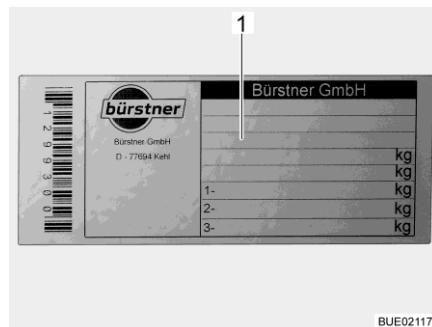 1
Bürstner GmbH
bürstner
Bürstner GmbH
D - 77694 Kehl
kg
kg
1- kg
2- kg
3- kg
1299300
BUE02117